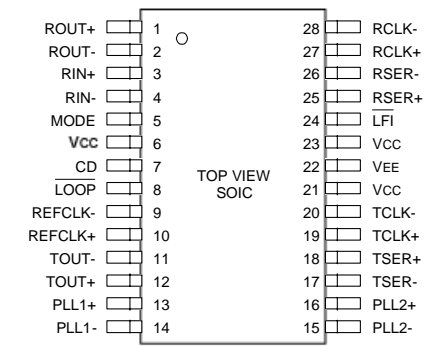 ROUT+ 1 28 RCLK-
ROUT- 2 27 RCLK+
RIN+ 3 26 RSER-
RIN- 4 25 RSER+
MODE 5 24 L̅F̅I̅
VCC 6 23 VCC
CD 7 22 VEE
L̅O̅O̅P̅ 8 21 VCC
TOP VIEW
SOIC
REFCLK- 9 20 TCLK-
REFCLK+ 10 19 TCLK+
TOUT- 11 18 TSER+
TOUT+ 12 17 TSER-
PLL1+ 13 16 PLL2+
PLL1- 14 15 PLL2-